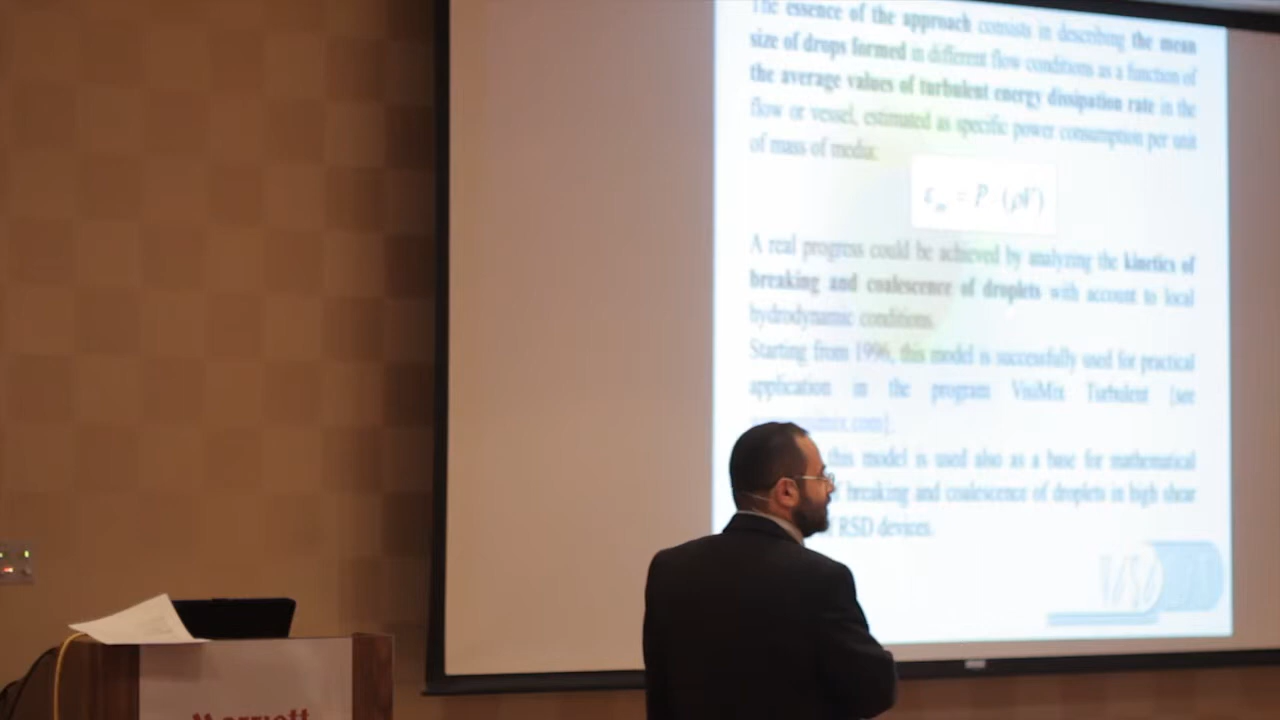 The essence of the approach consists in describing the mean
size of drops formed in different flow conditions as a function of
the average values of turbulent energy dissipation rate in the
flow or vessel, estimated as specific power consumption per unit
of mass of media:
= P (ρV)
A real progress could be achieved by analyzing the kinetics of
breaking and coalescence of droplets with account to local
hydrodynamic conditions.
Starting from 1996, this model is successfully used for practical
application in the program VisiMix Turbulent [see
this model is used also as a base for mathematical
breaking and coalescence of droplets in high shear
RSD devices.
Marriott